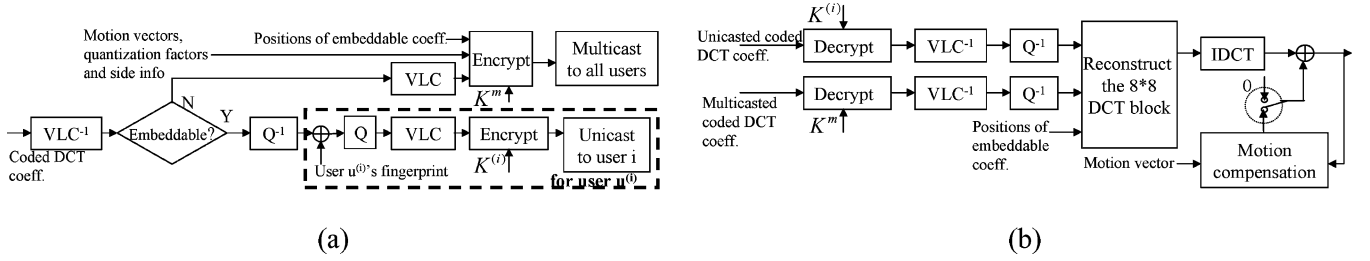 Motion vectors,
quantization factors
and side info
Positions of embeddable coeff.
Encrypt
Multicast
to all users
VLC
K^m
N
VLC⁻¹
Embeddable?
Y
Q⁻¹
Q
VLC
Encrypt
Unicast
to user i
Coded DCT
coeff.
User u⁽ⁱ⁾'s fingerprint
K⁽ⁱ⁾
for user u⁽ⁱ⁾
(a)
K⁽ⁱ⁾
Unicasted coded
DCT coeff.
Decrypt
VLC⁻¹
Q⁻¹
Reconstruct
the 8*8
DCT block
IDCT
0
Multicasted
coded DCT
coeff.
Decrypt
VLC⁻¹
Q⁻¹
K^m
Positions of
embeddable
coeff.
Motion vector
Motion
compensation
(b)